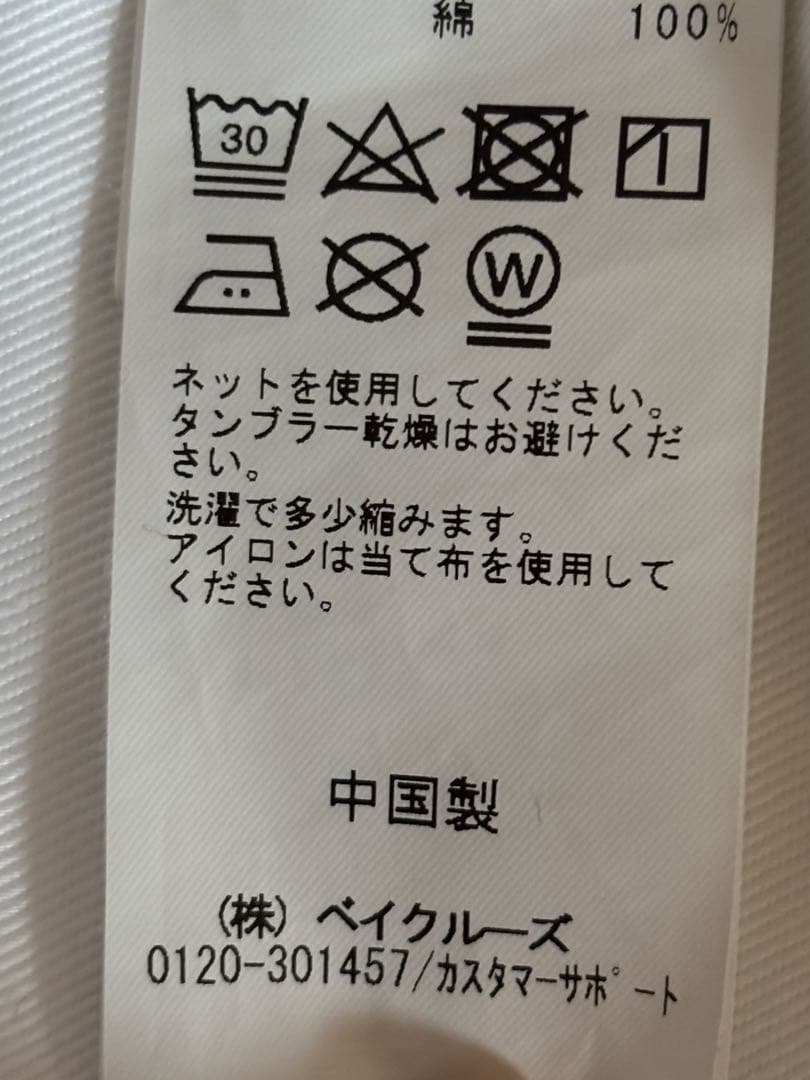 綿 100%
30
W
ネットを使用してください。
タンブラー乾燥はお避けくだ
さい。
洗濯で多少縮みます。
アイロンは当て布を使用して
ください。
中国製
(株) ベイクルーズ
0120-301457/カスタマーサポート